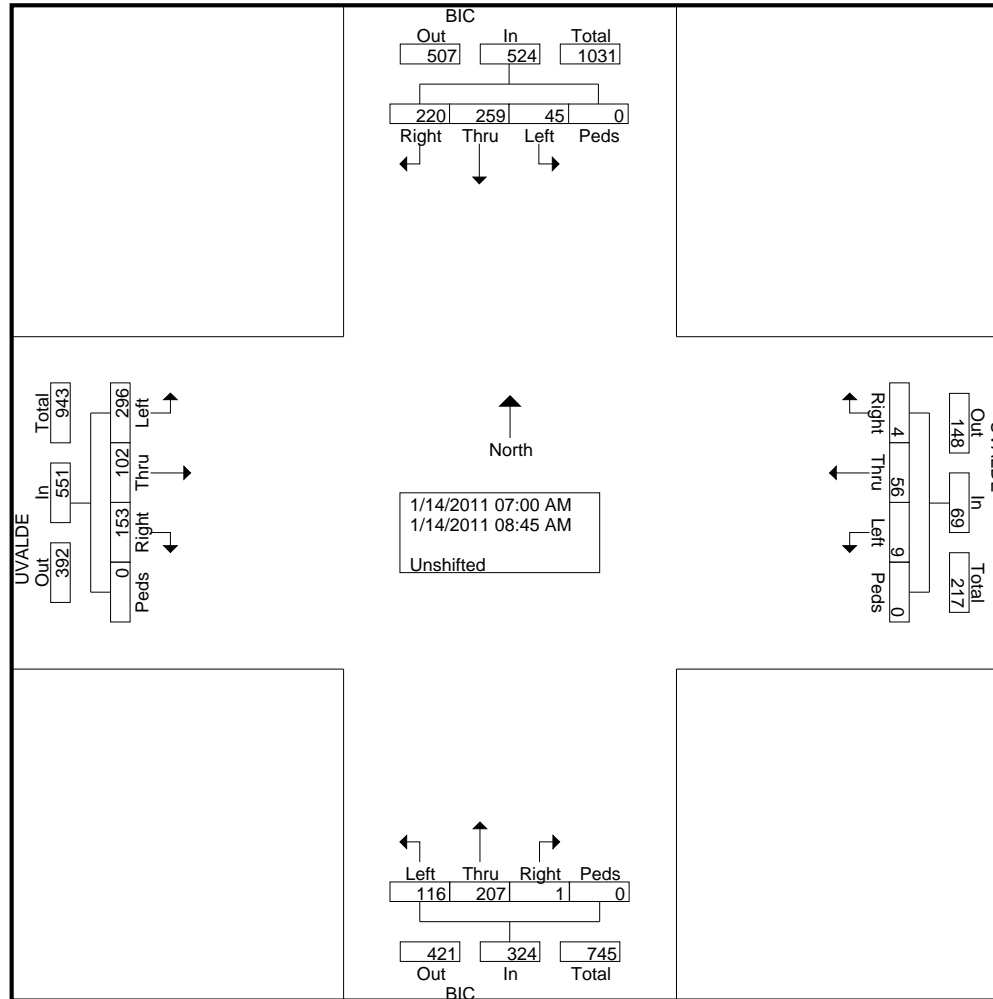 BIC
Out In Total
507 524 1031
220 259 45 0
Right Thru Left Peds
Total In Out
943 551 392
UVALDE
296 102 153 0
Left Thru Right Peds
North
1/14/2011 07:00 AM
1/14/2011 08:45 AM
Unshifted
Right Thru Left Peds
4 56 9 0
Out In Total
148 69 217
Left Thru Right Peds
116 207 1 0
421 324 745
Out In Total
BIC